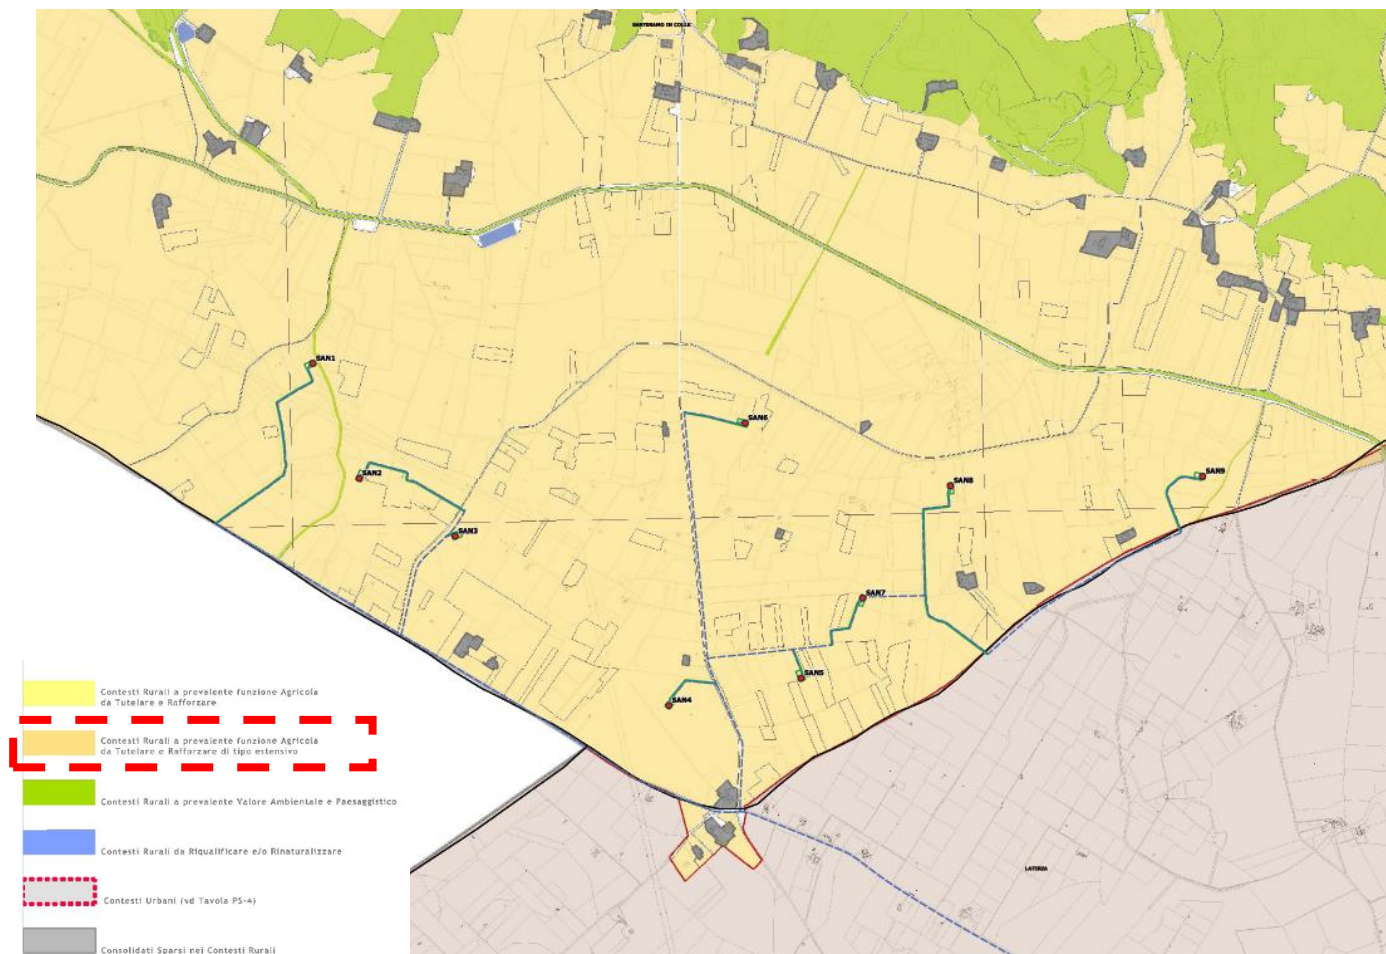 SANTERAMO IN COLLE
SAN1
SAN6
SAN2
SAN9
SAN8
SAN3
SAN7
SAN5
SAN4
LATERZA
Contesti Rurali a prevalente funzione Agricola
da Tutelare e Rafforzare
Contesti Rurali a prevalente funzione Agricola
da Tutelare e Rafforzare di tipo estensivo
Contesti Rurali a prevalente Valore Ambientale e Paesaggistico
Contesti Rurali da Riqualificare e/o Rinaturalizzare
Contesti Urbani (vd Tavola PS-4)
Consolidati Sparsi nei Contesti Rurali